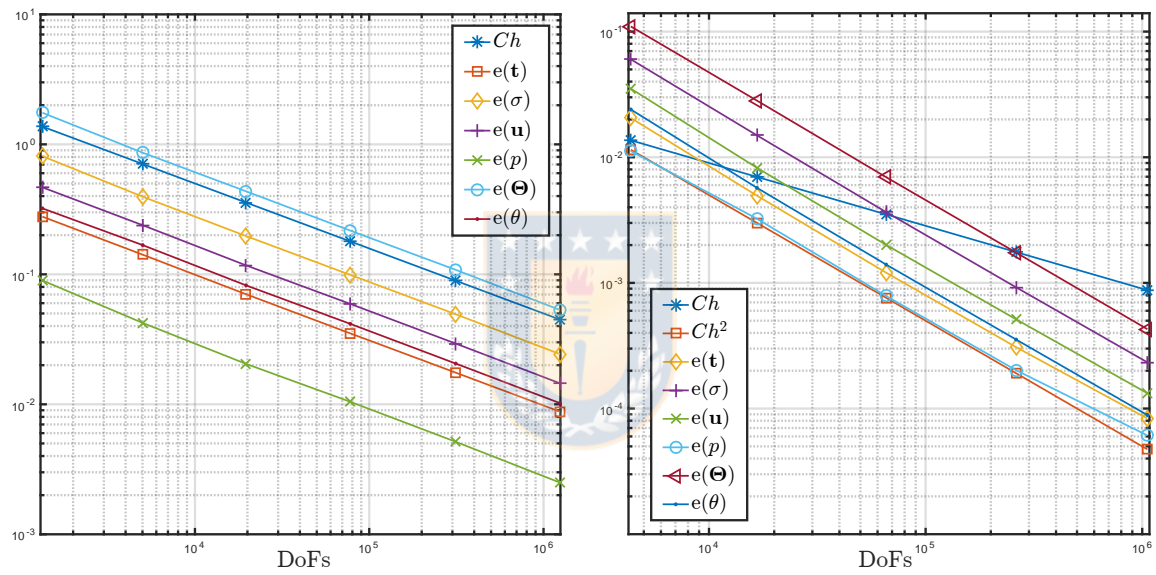 10^1
10^0
10^-1
10^-2
10^-3
10^4
10^5
10^6
DoFs
Ch
e(t)
e(σ)
e(u)
e(p)
e(Θ)
e(θ)
10^-1
10^-2
10^-3
10^-4
10^4
10^5
10^6
DoFs
Ch
Ch^2
e(t)
e(σ)
e(u)
e(p)
e(Θ)
e(θ)